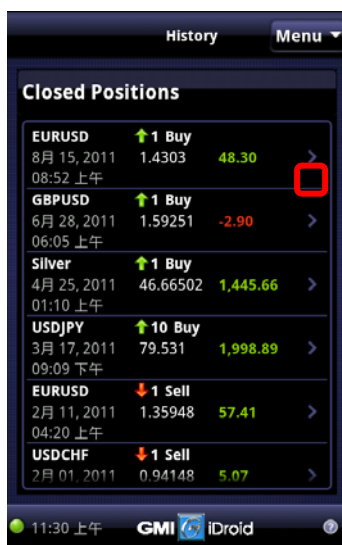 History Menu
Closed Positions
EURUSD 1 Buy
8月 15, 2011 1.4303 48.30
08:52 上午
GBPUSD 1 Buy
6月 28, 2011 1.59251 -2.90
06:05 上午
Silver 1 Buy
4月 25, 2011 46.66502 1,445.66
01:10 上午
USDJPY 10 Buy
3月 17, 2011 79.531 1,998.89
09:09 下午
EURUSD 1 Sell
2月 11, 2011 1.35948 57.41
04:20 上午
USDCHF 1 Sell
2月 01, 2011 0.94148 5.07
11:30 上午 GMI iDroid ?